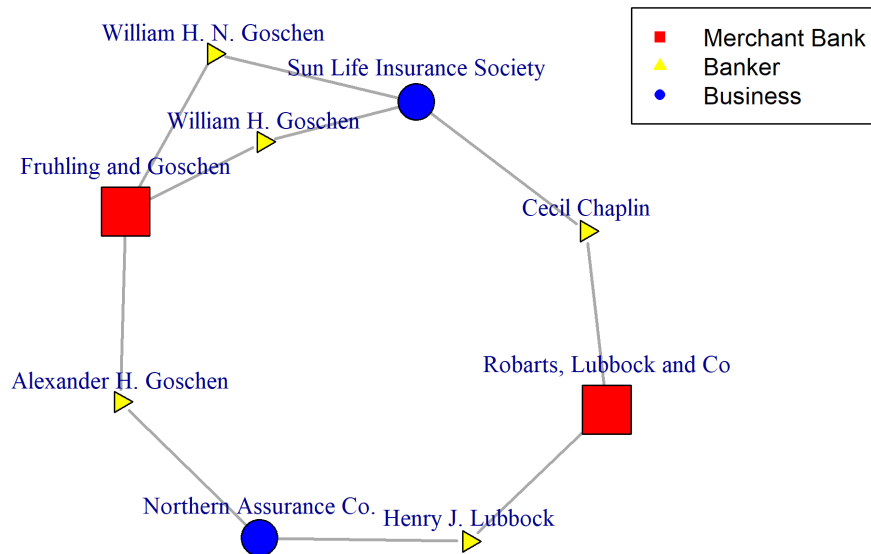 William H. N. Goschen
Sun Life Insurance Society
William H. Goschen
Fruhling and Goschen
Cecil Chaplin
Robarts, Lubbock and Co
Alexander H. Goschen
Northern Assurance Co.
Henry J. Lubbock
Merchant Bank
Banker
Business